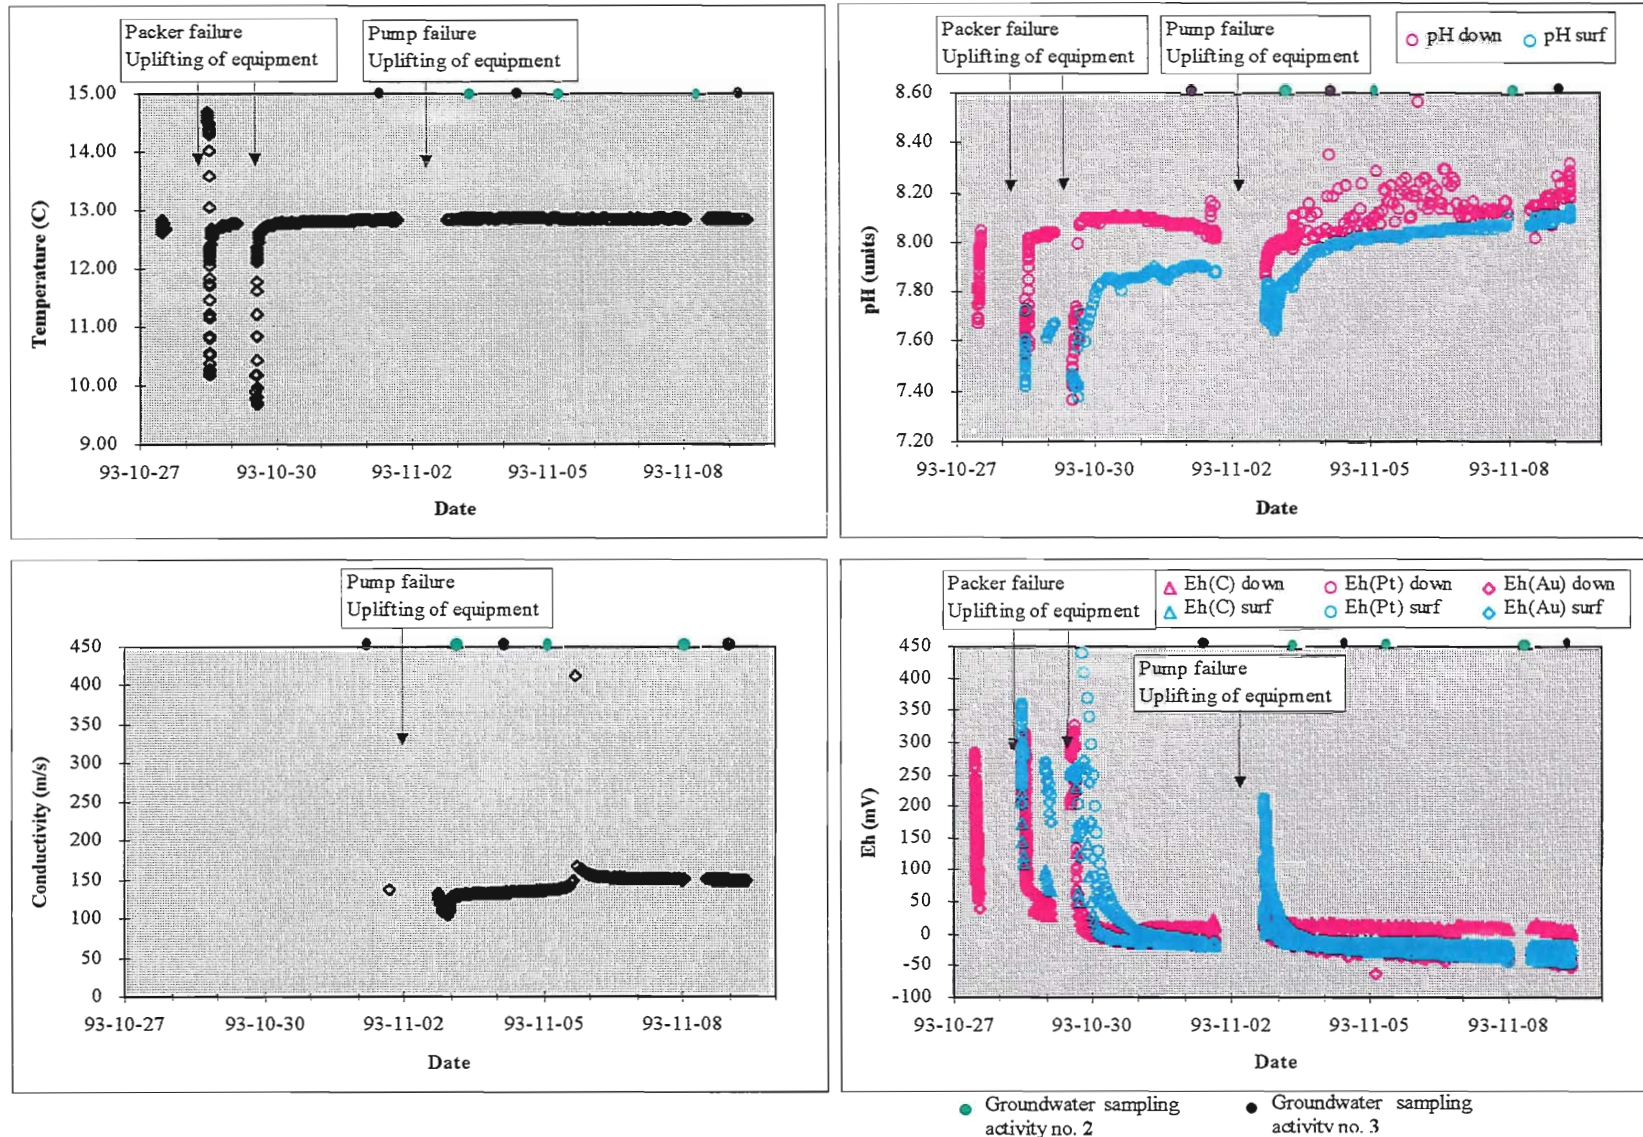 Packer failure
Uplifting of equipment
Pump failure
Uplifting of equipment
15.00
14.00
13.00
12.00
11.00
10.00
9.00
Temperature (C)
93-10-27
93-10-30
93-11-02
93-11-05
93-11-08
Date
Packer failure
Uplifting of equipment
Pump failure
Uplifting of equipment
pH down
pH surf
8.60
8.40
8.20
8.00
7.80
7.60
7.40
7.20
pH (units)
93-10-27
93-10-30
93-11-02
93-11-05
93-11-08
Date
Pump failure
Uplifting of equipment
450
400
350
300
250
200
150
100
50
0
Conductivity (m/s)
93-10-27
93-10-30
93-11-02
93-11-05
93-11-08
Date
Packer failure
Uplifting of equipment
Eh(C) down
Eh(Pt) down
Eh(Au) down
Eh(C) surf
Eh(Pt) surf
Eh(Au) surf
Pump failure
Uplifting of equipment
450
400
350
300
250
200
150
100
50
0
-50
-100
Eh (mV)
93-10-27
93-10-30
93-11-02
93-11-05
93-11-08
Date
Groundwater sampling
activity no. 2
Groundwater sampling
activity no. 3